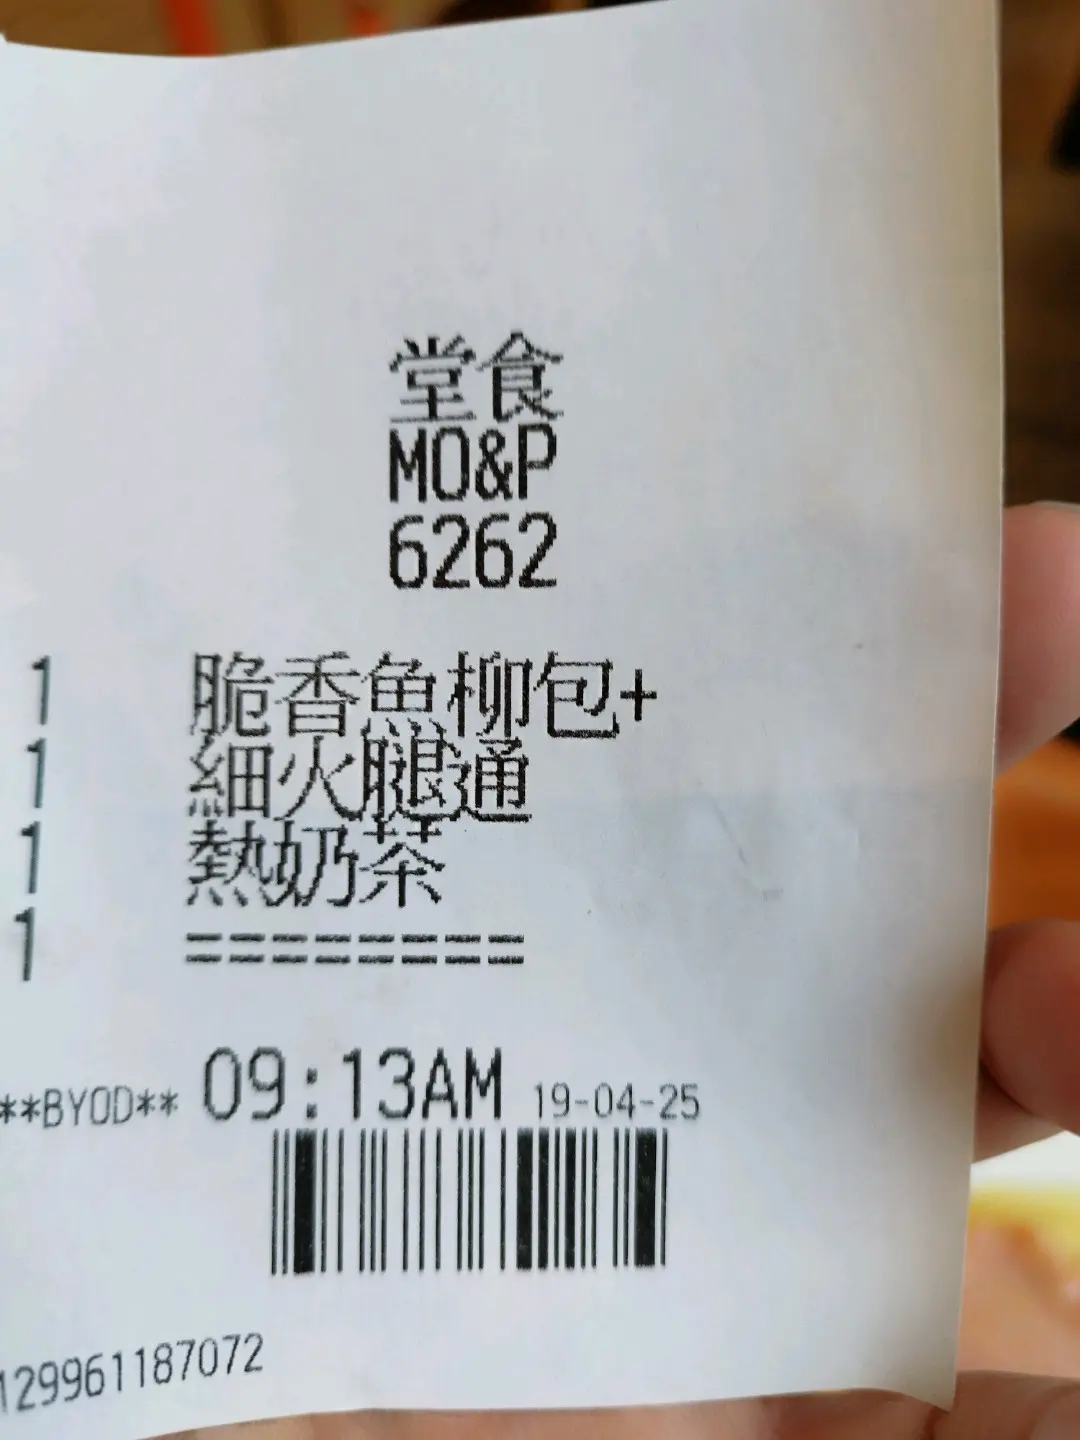 堂食
MO&P
6262
1 脆香魚柳包+
1 細火腿通
1 熱奶茶
1 ========
**BYOD** 09:13AM 19-04-25
129961187072